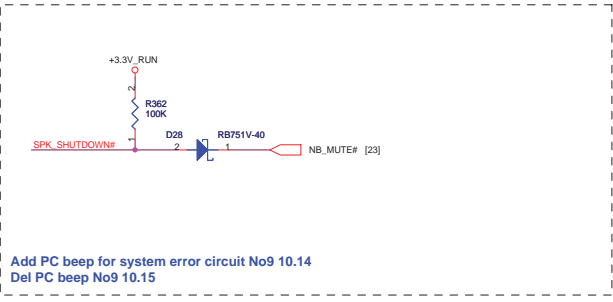 +3.3V_RUN
2
R362
100K
1
D28
RB751V-40
SPK_SHUTDOWN#
2
1
NB_MUTE# [23]
Add PC beep for system error circuit No9 10.14
Del PC beep No9 10.15